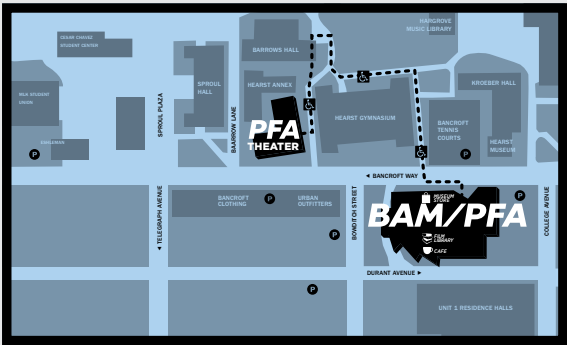 CESAR CHAVEZ
STUDENT CENTER
HARGROVE
MUSIC LIBRARY
BARROWS HALL
SPROUL
HALL
HEARST ANNEX
KROEBER HALL
MLK STUDENT
UNION
SPROUL PLAZA
BAARROW LANE
PFA
THEATER
HEARST GYMNASIUM
BANCROFT
TENNIS
COURTS
HEARST
MUSEUM
ESHLEMAN
P
P
◄ BANCROFT WAY
◄ TELEGRAPH AVENUE
BANCROFT
CLOTHING
P
URBAN
OUTFITTERS
BOWDITCH STREET
MUSEUM
STORE
P
BAM/PFA
COLLEGE AVENUE
P
FILM
LIBRARY
CAFE
DURANT AVENUE ►
P
UNIT 1 RESIDENCE HALLS